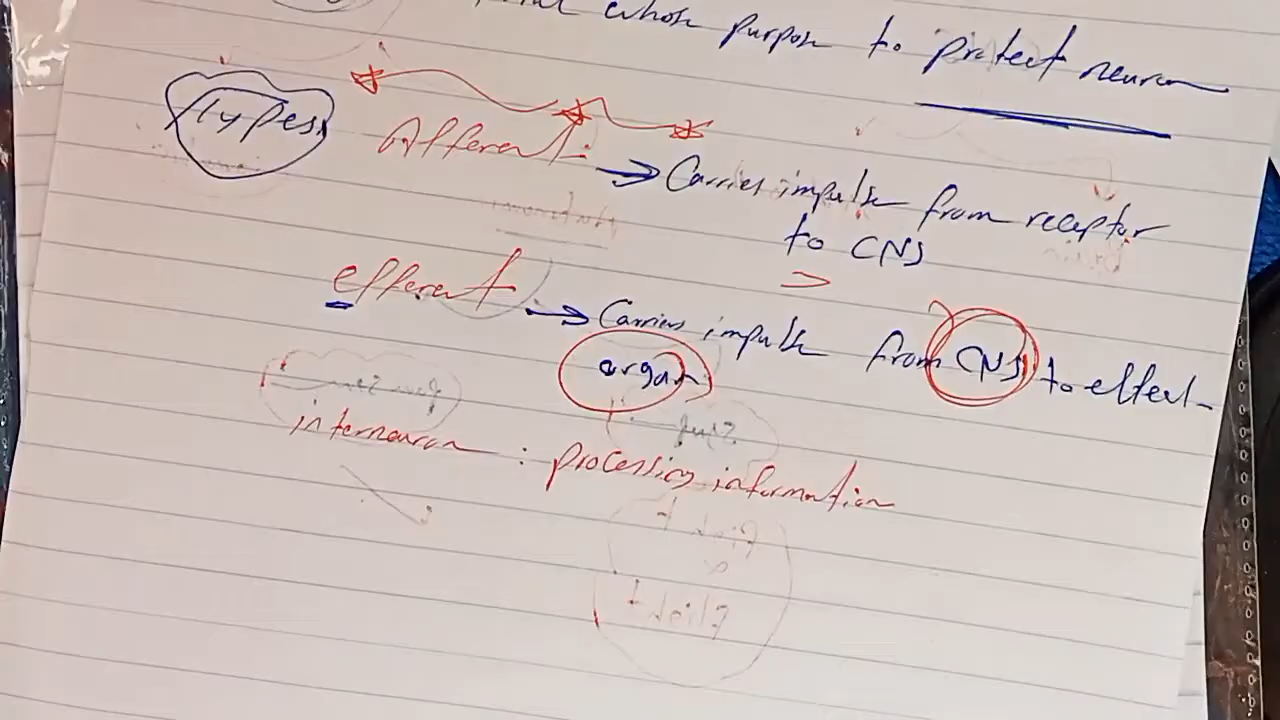 whose purpose to protect neuron
Types
Afferent: → Carries impulse from receptor
to CNS
efferent → Carries impulse from CNS to effect-
organ
interneuron : processing information